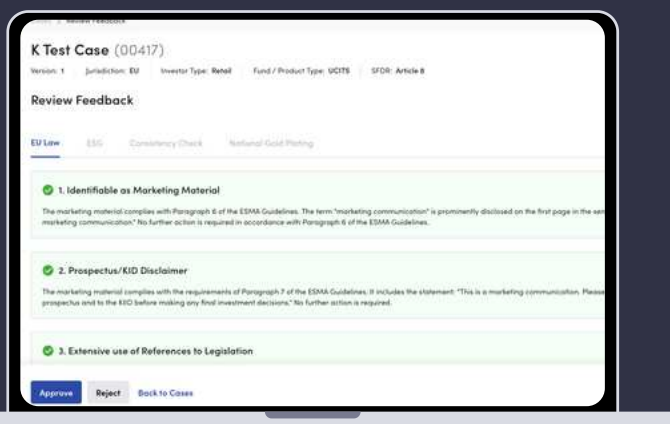 Review Feedback
K Test Case (00417)
Version: 1 Jurisdiction: EU Investor Type: Retail Fund / Product Type: UCITS SFDR: Article 8
Review Feedback
EU Law ESG Consistency Check National Gold Plating
1. Identifiable as Marketing Material
The marketing material complies with Paragraph 6 of the ESMA Guidelines. The term "marketing communication" is prominently disclosed on the first page in the sen
marketing communication." No further action is required in accordance with Paragraph 6 of the ESMA Guidelines.
2. Prospectus/KID Disclaimer
The marketing material complies with the requirements of Paragraph 7 of the ESMA Guidelines. It includes the statement: "This is a marketing communication. Please
prospectus and to the KIID before making any final investment decisions." No further action is required.
3. Extensive use of References to Legislation
Approve Reject Back to Cases